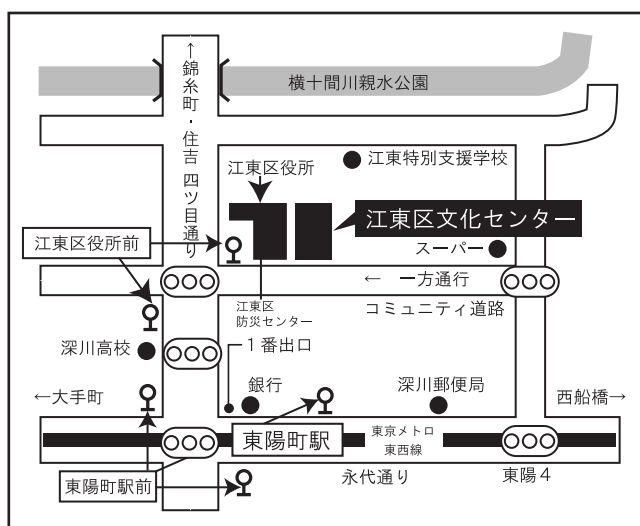 横十間川親水公園
↑錦糸町・住吉 四ツ目通り
江東特別支援学校
江東区役所
江東区文化センター
江東区役所前
スーパー
← 一方通行
コミュニティ道路
江東区
防災センター
1番出口
深川高校
←大手町
銀行
深川郵便局
西船橋→
東陽町駅
東京メトロ
東西線
東陽町駅前
永代通り
東陽4